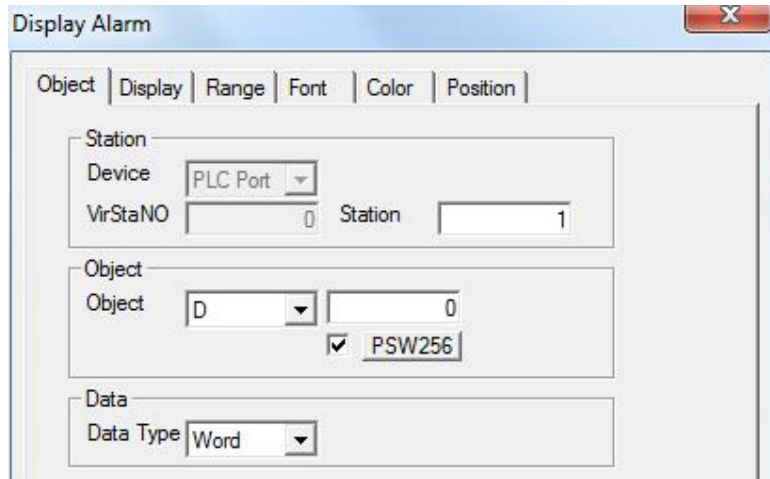 Display Alarm
Object Display Range Font Color Position
Station
Device PLC Port
VirStaNO 0 Station 1
Object
Object D 0
PSW256
Data
Data Type Word